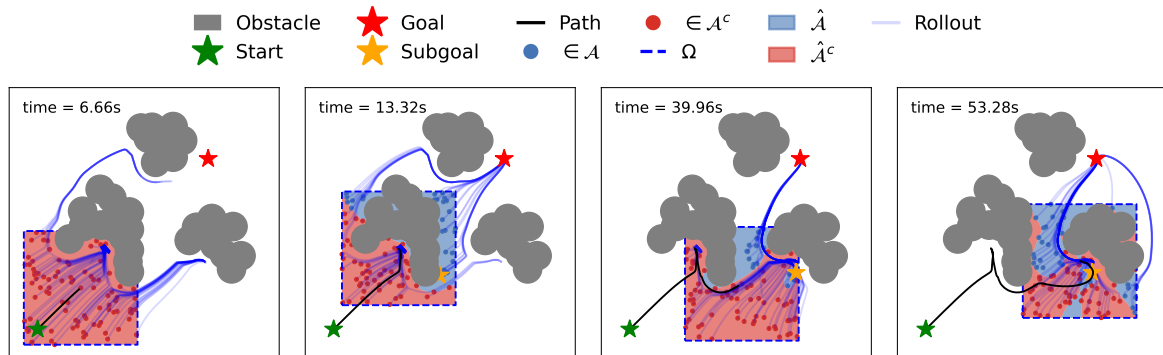 Obstacle Goal Path ∈ 𝒜ᶜ 𝒜̂ Rollout
Start Subgoal ∈ 𝒜 Ω 𝒜̂ᶜ
time = 6.66s
time = 13.32s
time = 39.96s
time = 53.28s